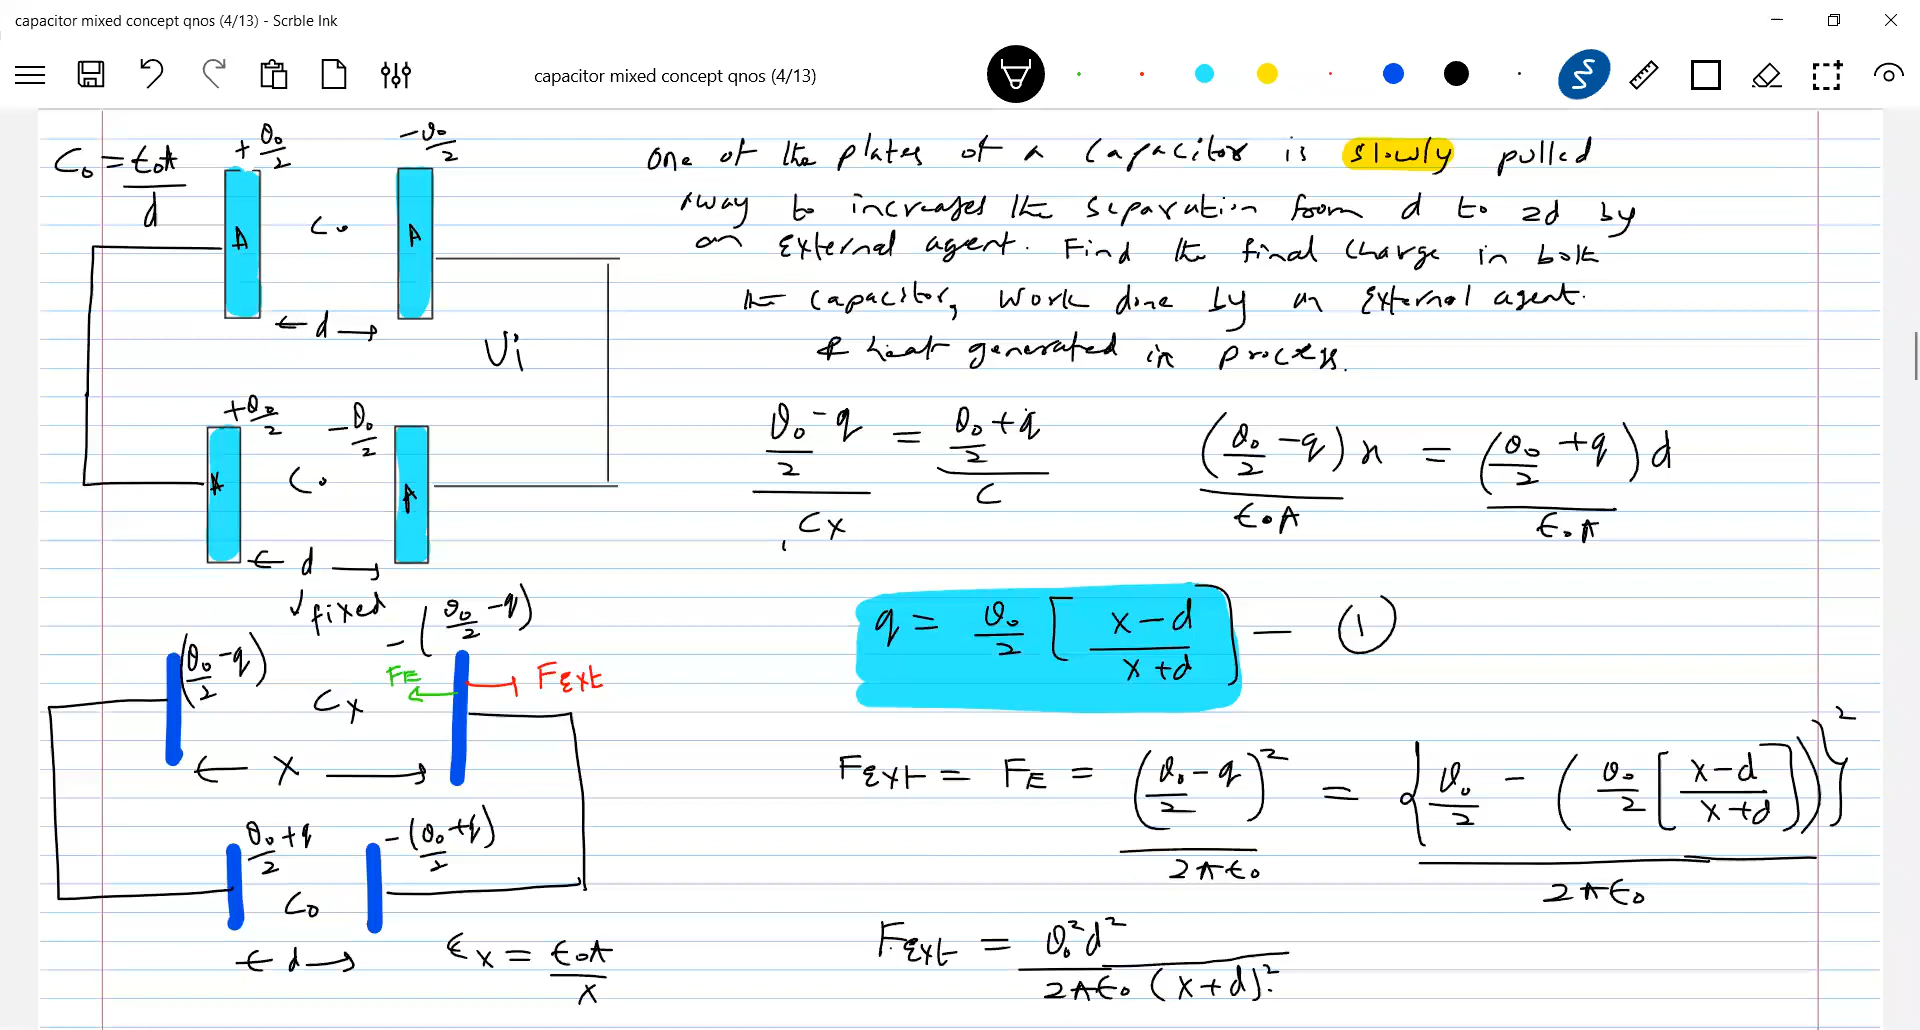 capacitor mixed concept qnos (4/13) - Scrble Ink
capacitor mixed concept qnos (4/13)
C₀ = ε₀A/d
+Q₀/2
-Q₀/2
A C₀ A
← d →
Ui
+Q₀/2
-Q₀/2
A C₀ A
← d →
fixed
One of the plates of a capacitor is slowly pulled
away to increases the separation from d to 2d by
an external agent. Find the final charge in both
the capacitor, work done by an external agent.
& heat generated in process.
(Q₀/2 - q)/Cx = (Q₀/2 + q)/C
(Q₀/2 - q)x/ε₀A = (Q₀/2 + q)d/ε₀A
q = Q₀/2 [x-d/x+d] — ①
(Q₀/2 - q)
-(Q₀/2 - q)
Cx
FE
FExt
← x →
Q₀/2 + q
-(Q₀/2 + q)
C₀
← d →
Cx = ε₀A/x
FExt = FE = (Q₀/2 - q)²/2Aε₀ = {Q₀/2 - (Q₀/2 [x-d/x+d])}²/2Aε₀
FExt = Q₀²d²/2Aε₀(x+d)²